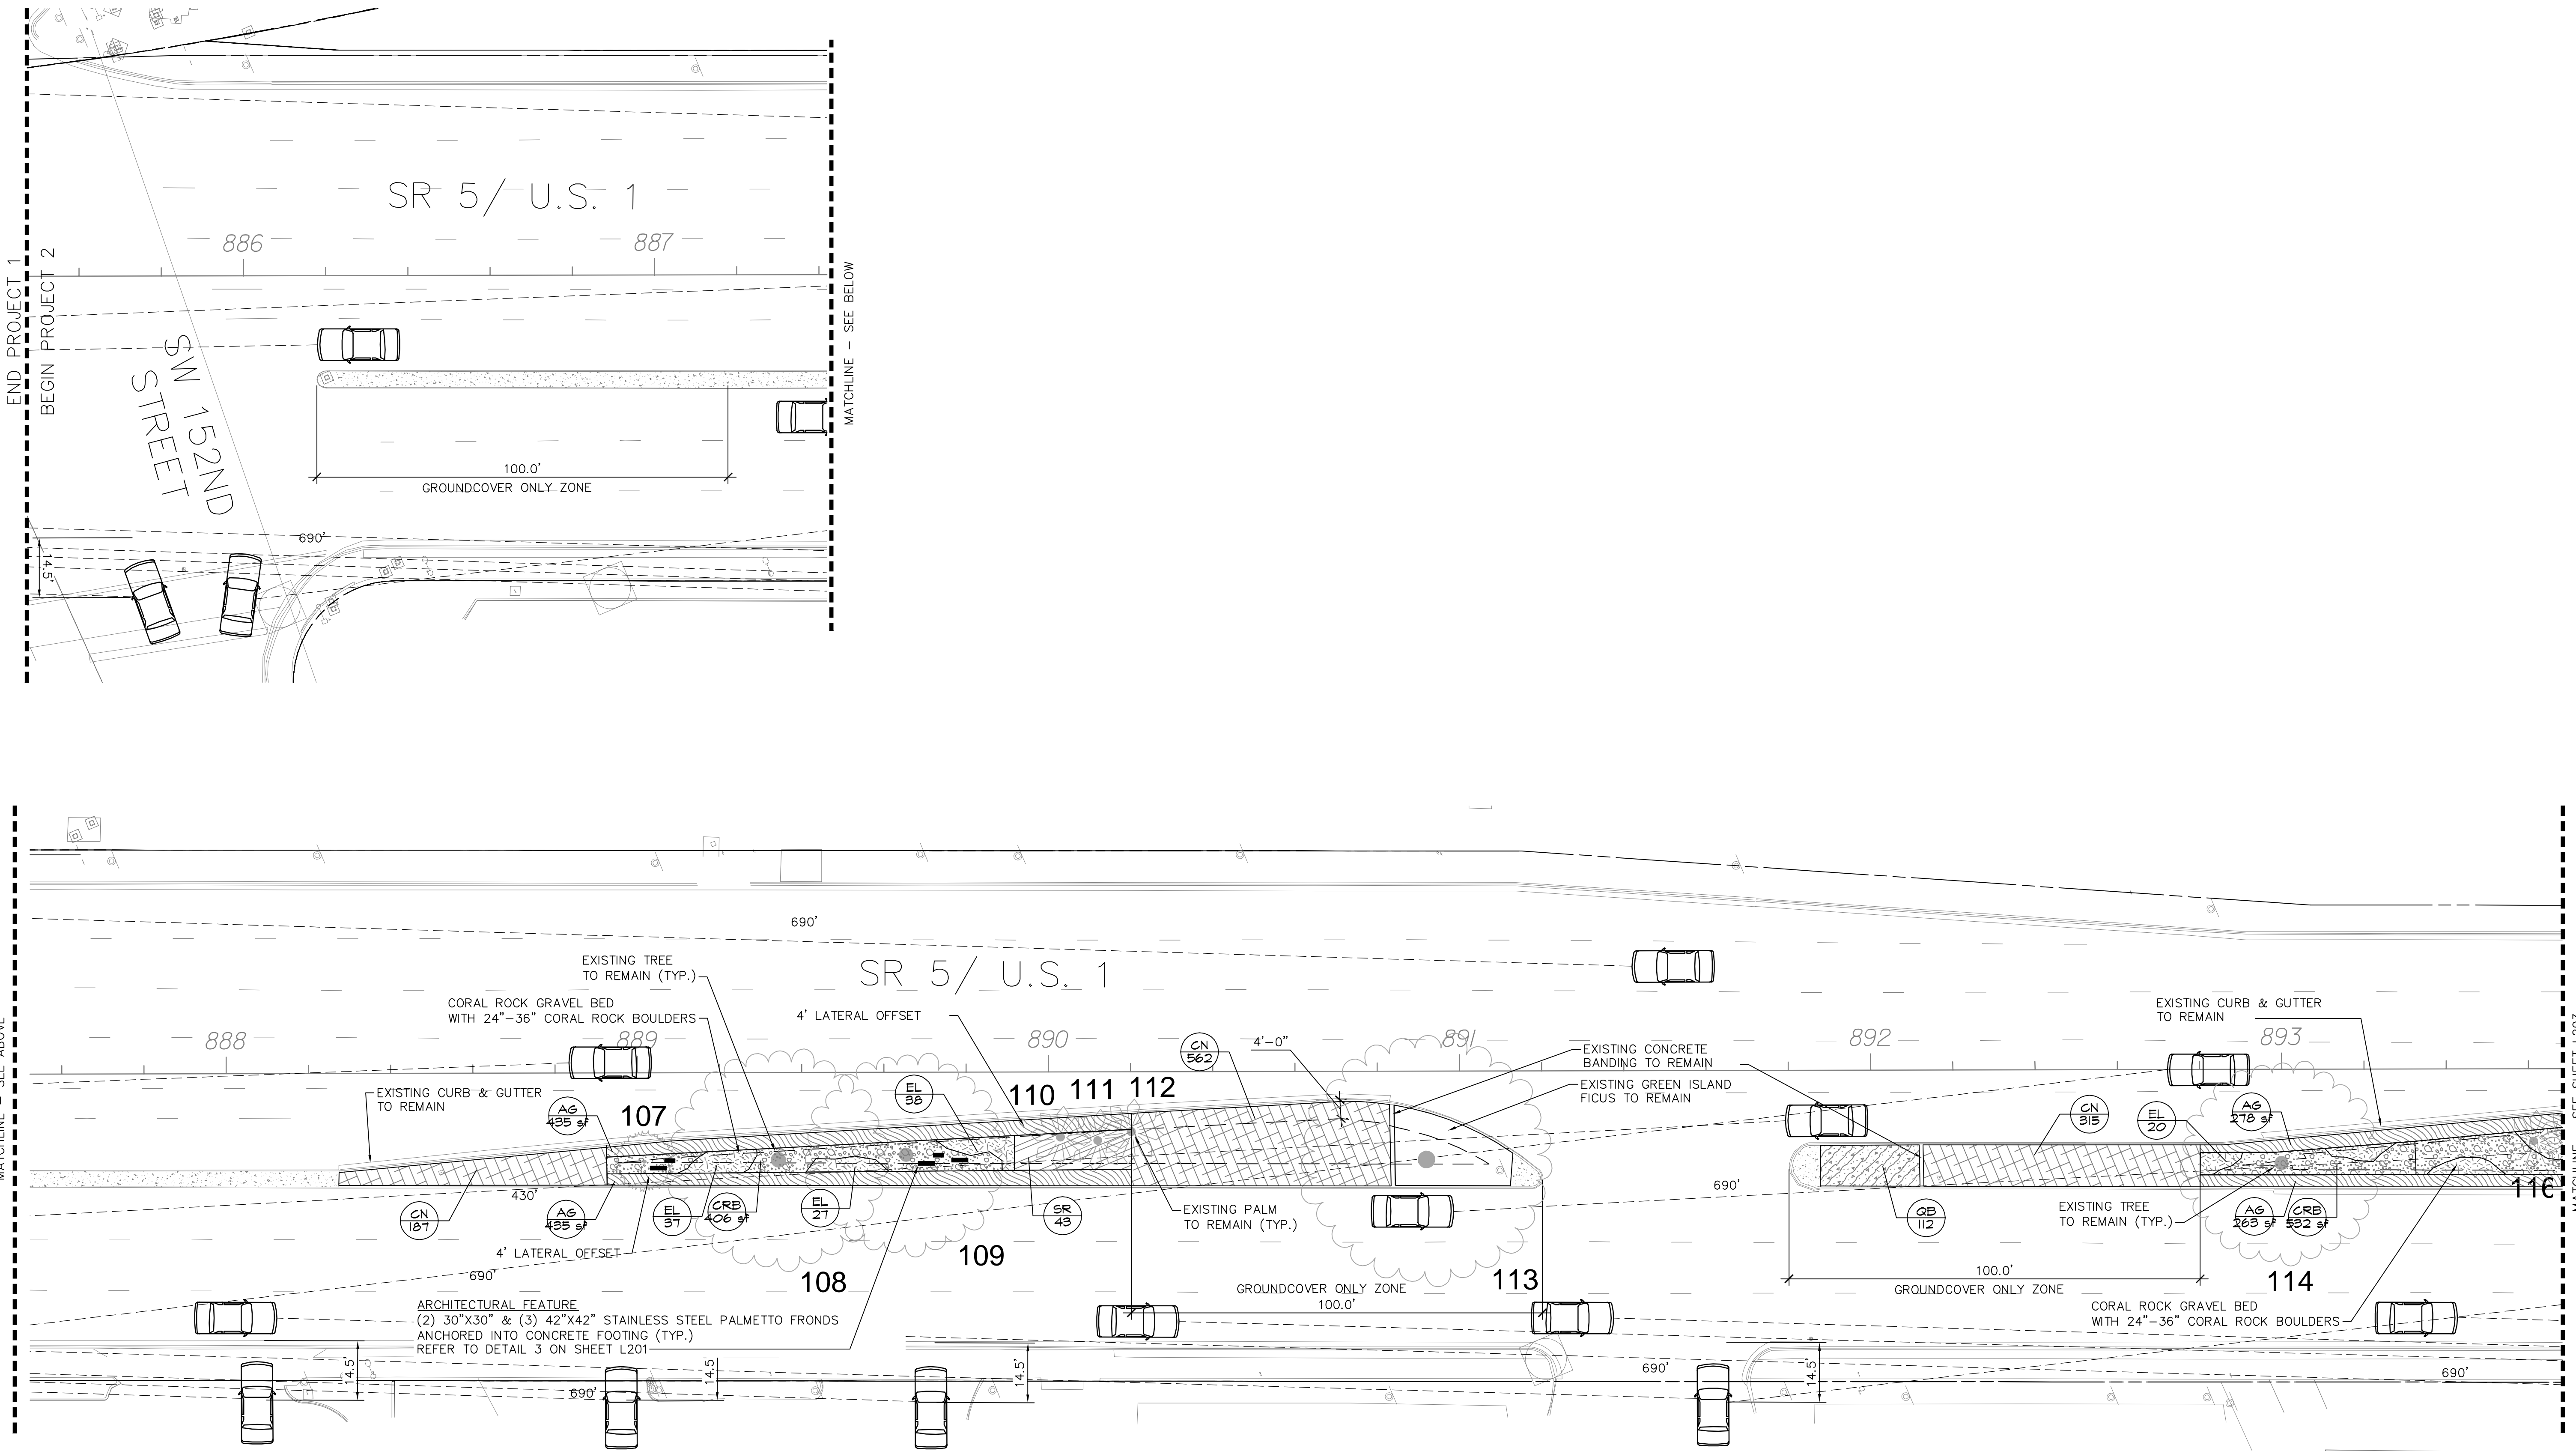 END PROJECT 1
BEGIN PROJECT 2
SR 5/ U.S. 1
886
887
SW 152ND
STREET
MATCHLINE - SEE BELOW
100.0'
GROUNDCOVER ONLY ZONE
690'
14.5'
MATCHLINE - SEE ABOVE
690'
SR 5/ U.S. 1
EXISTING TREE
TO REMAIN (TYP.)
CORAL ROCK GRAVEL BED
WITH 24"-36" CORAL ROCK BOULDERS
4' LATERAL OFFSET
EXISTING CURB & GUTTER
TO REMAIN
888
889
890
891
892
893
CN
562
4'-0"
EXISTING CONCRETE
BANDING TO REMAIN
EXISTING GREEN ISLAND
FICUS TO REMAIN
EXISTING CURB & GUTTER
TO REMAIN
AG
435 sf
107
EL
38
110
111
112
CN
315
EL
20
AG
278 sf
430'
CN
187
AG
435 sf
EL
37
CRB
406 sf
EL
27
SR
43
EXISTING PALM
TO REMAIN (TYP.)
690'
QB
112
EXISTING TREE
TO REMAIN (TYP.)
AG
263 sf
CRB
532 sf
116
4' LATERAL OFFSET
109
690'
108
113
114
GROUNDCOVER ONLY ZONE
100.0'
100.0'
GROUNDCOVER ONLY ZONE
ARCHITECTURAL FEATURE
(2) 30"X30" & (3) 42"X42" STAINLESS STEEL PALMETTO FRONDS
ANCHORED INTO CONCRETE FOOTING (TYP.)
REFER TO DETAIL 3 ON SHEET L201
CORAL ROCK GRAVEL BED
WITH 24"-36" CORAL ROCK BOULDERS
14.5'
690'
14.5'
14.5'
690'
14.5'
690'